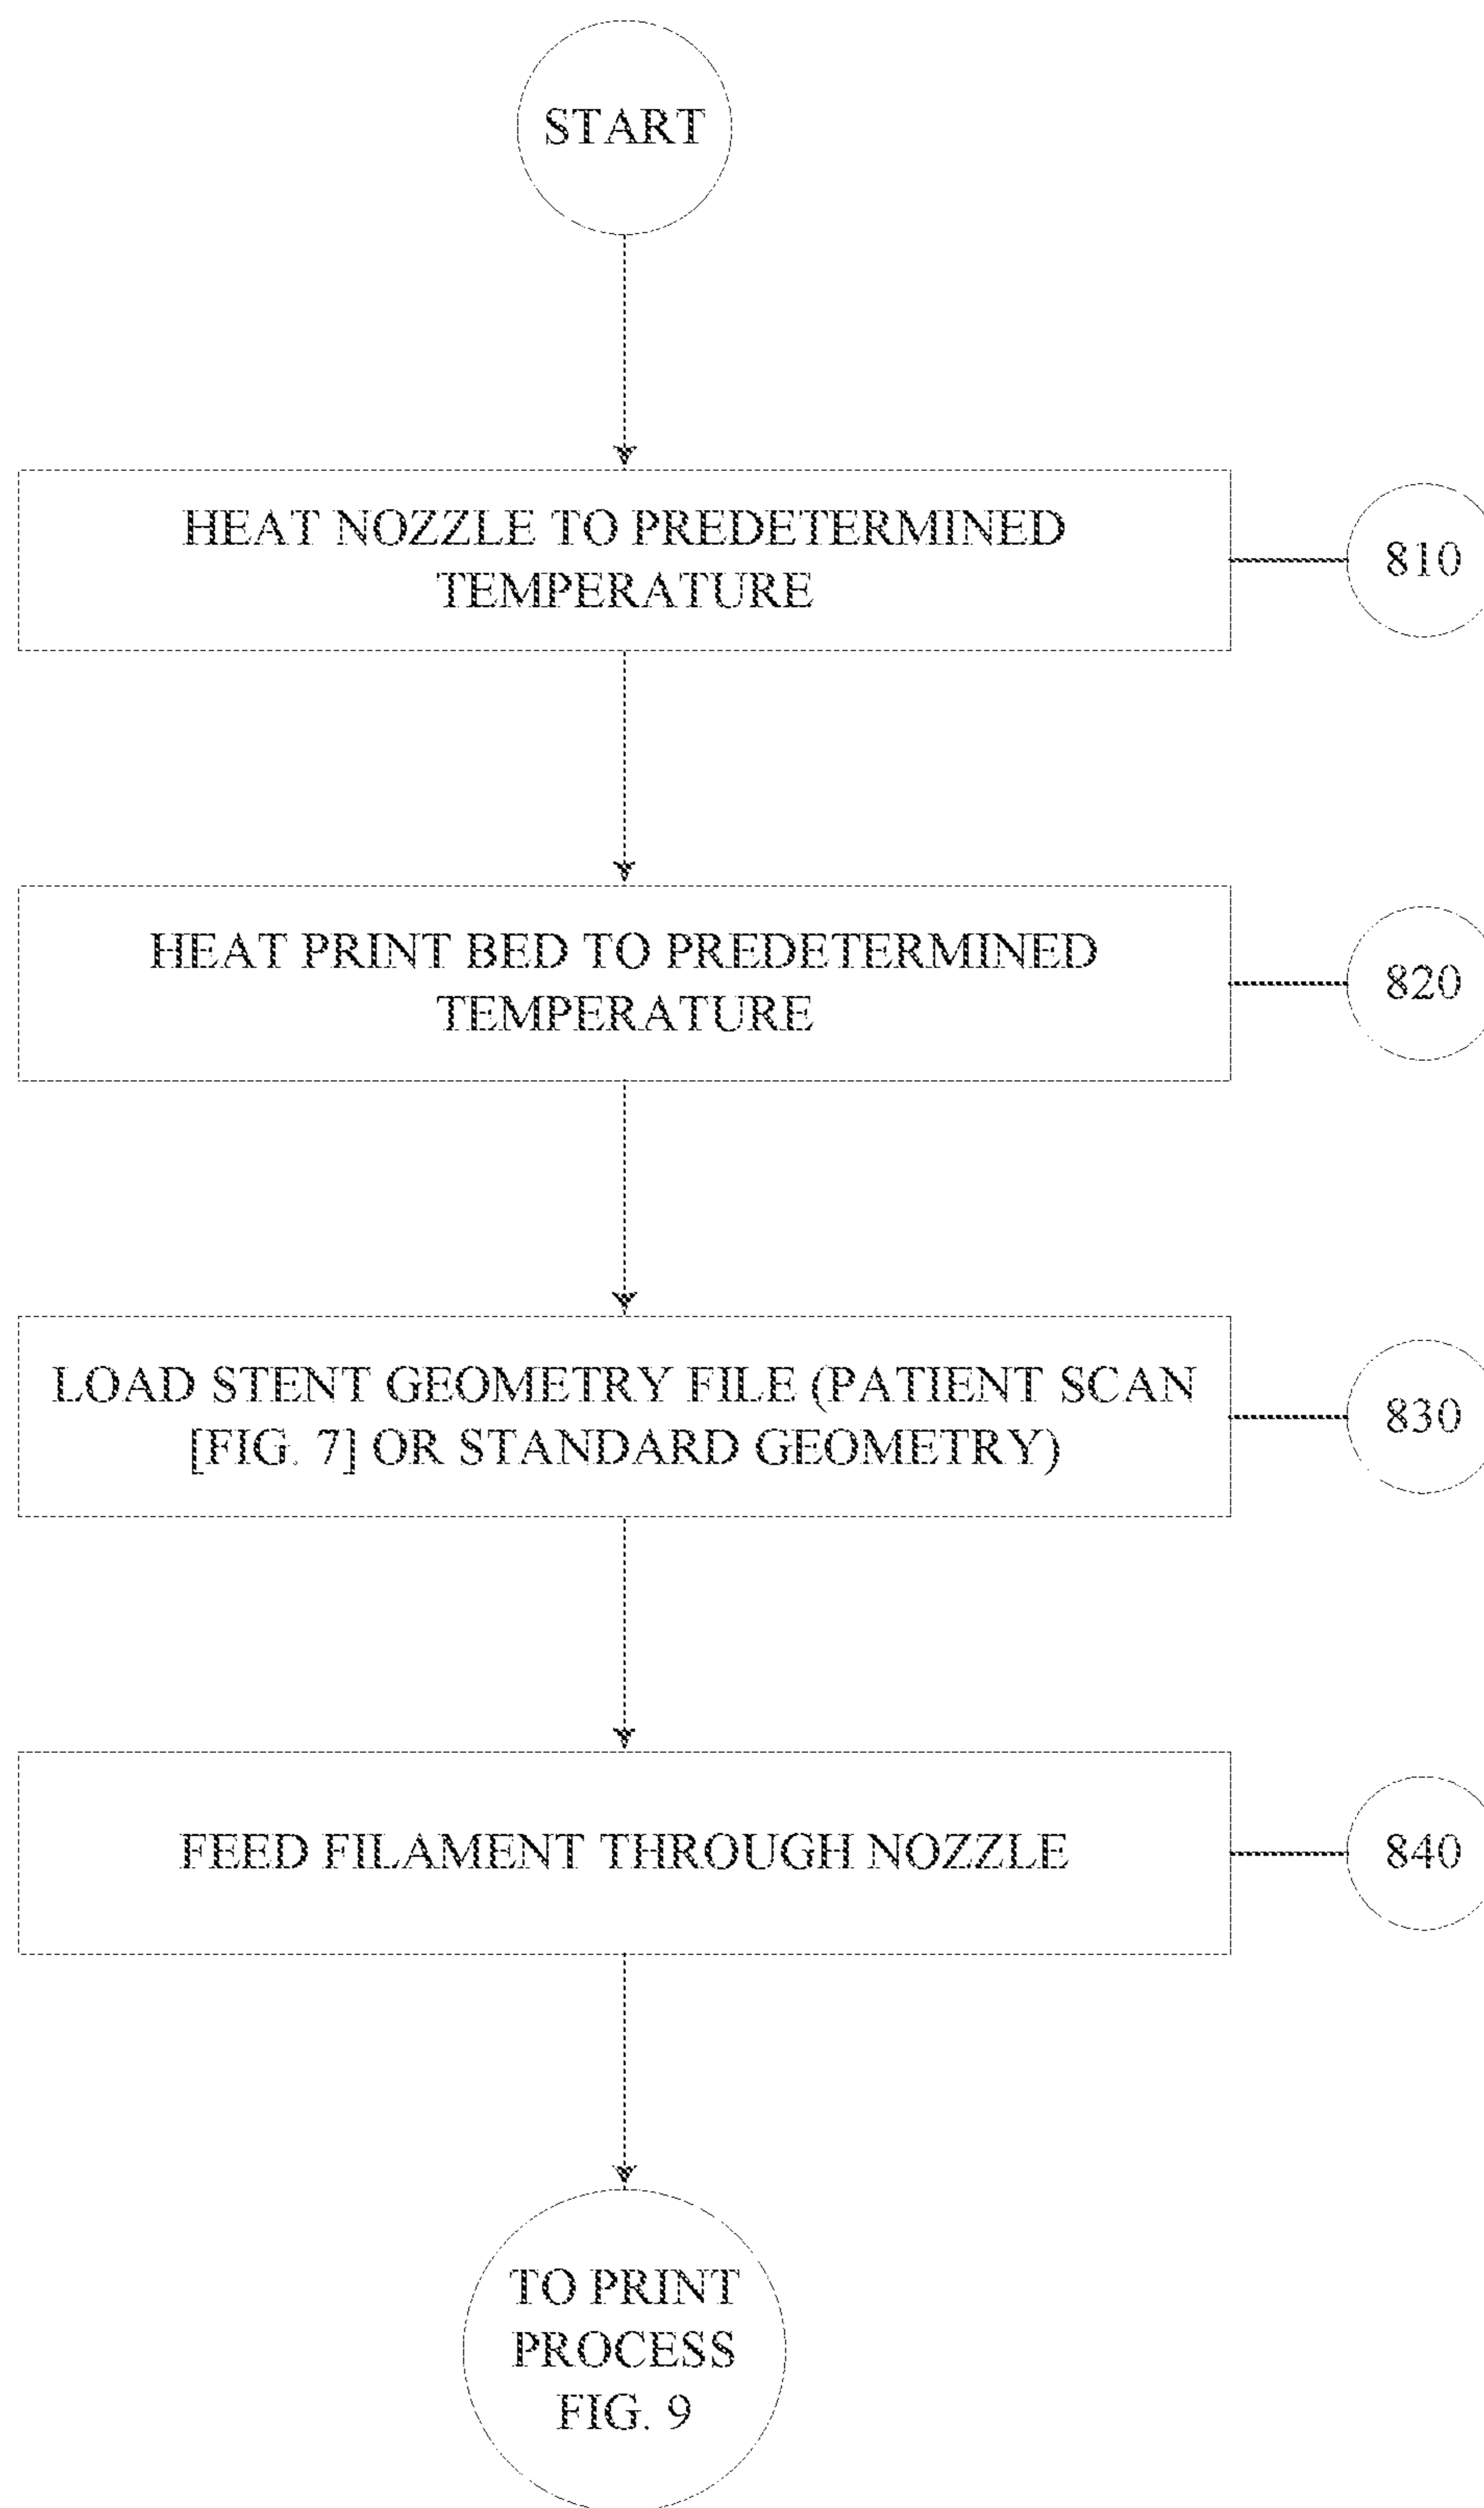 START
HEAT NOZZLE TO PREDETERMINED
TEMPERATURE
810
HEAT PRINT BED TO PREDETERMINED
TEMPERATURE
820
LOAD STENT GEOMETRY FILE (PATIENT SCAN
[FIG. 7] OR STANDARD GEOMETRY)
830
FEED FILAMENT THROUGH NOZZLE
840
TO PRINT
PROCESS
FIG. 9